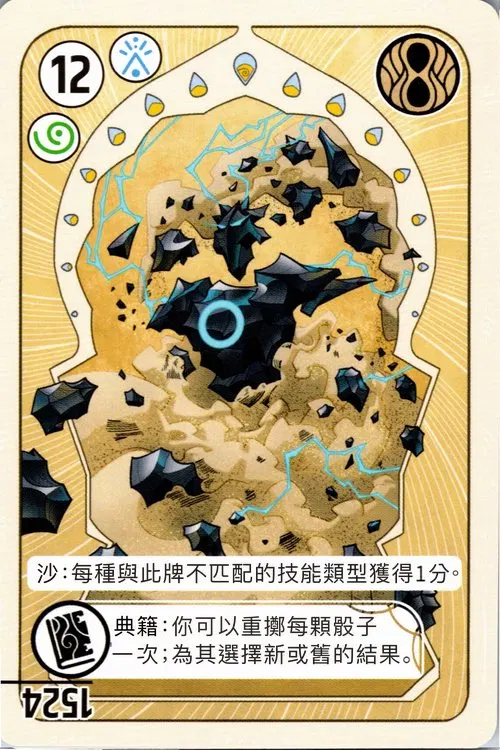 12
沙：每種與此牌不匹配的技能類型獲得1分。
典籍：你可以重擲每顆骰子
一次；為其選擇新或舊的結果。
1524